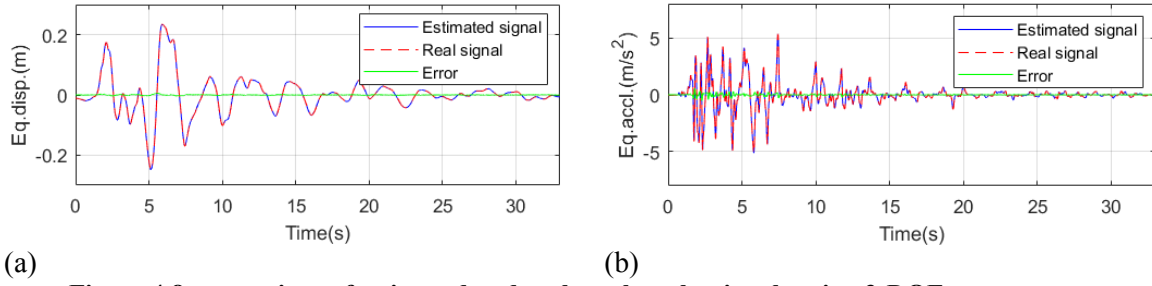 Eq.disp.(m)
0.2
0
-0.2
0 5 10 15 20 25 30
Time(s)
Estimated signal
Real signal
Error
(a)
Eq.accl.(m/s²)
5
0
-5
0 5 10 15 20 25 30
Time(s)
Estimated signal
Real signal
Error
(b)